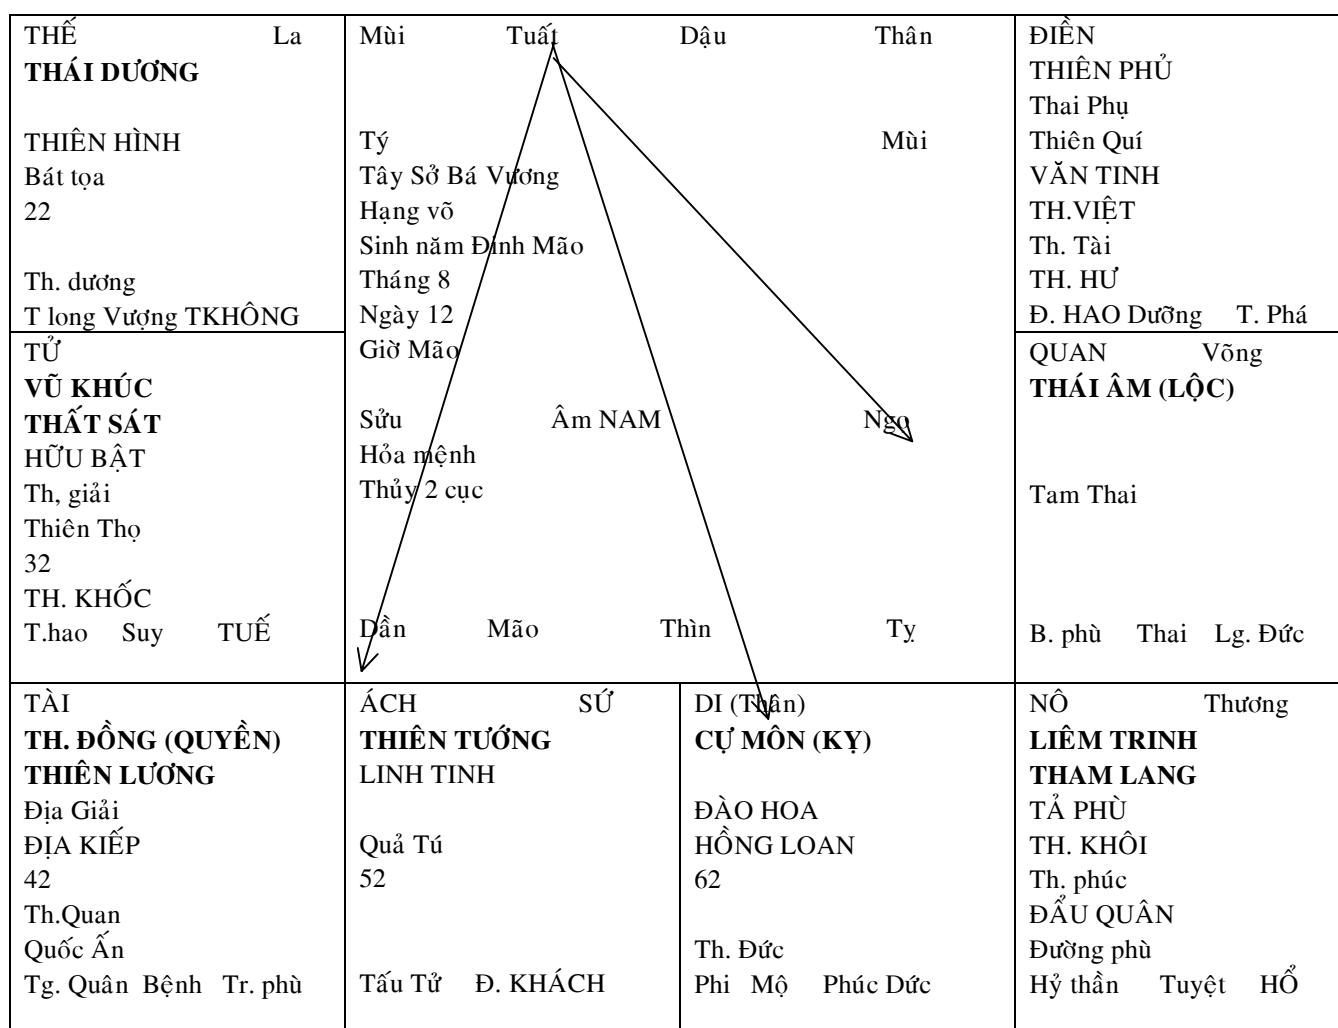 THẾ La
THÁI DƯƠNG
THIÊN HÌNH
Bát tọa
22
Th. dương
T long Vượng TKHÔNG
Mùi Tuất Dậu Thân
Tý Mùi
Tây Sở Bá Vương
Hạng võ
Sinh năm Đinh Mão
Tháng 8
Ngày 12
Giờ Mão
Sửu Âm NAM Ngọ
Hỏa mệnh
Thủy 2 cục
Dần Mão Thìn Tỵ
ĐIỀN
THIÊN PHỦ
Thai Phụ
Thiên Quí
VĂN TINH
TH.VIỆT
Th. Tài
TH. HƯ
Đ. HAO Dưỡng T. Phá
TỬ
VŨ KHÚC
THẤT SÁT
HỮU BẬT
Th, giải
Thiên Thọ
32
TH. KHỐC
T.hao Suy TUẾ
QUAN Võng
THÁI ÂM (LỘC)
Tam Thai
B. phù Thai Lg. Đức
TÀI
TH. ĐỒNG (QUYỀN)
THIÊN LƯƠNG
Địa Giải
ĐỊA KIẾP
42
Th.Quan
Quốc Ấn
Tg. Quân Bệnh Tr. phù
ÁCH SỨ
THIÊN TƯỚNG
LINH TINH
Quả Tú
52
Tấu Tử Đ. KHÁCH
DI (Thân)
CỰ MÔN (KỴ)
ĐÀO HOA
HỒNG LOAN
62
Th. Đức
Phi Mộ Phúc Dức
NÔ Thương
LIÊM TRINH
THAM LANG
TẢ PHÙ
TH. KHÔI
Th. phúc
ĐẨU QUÂN
Đường phù
Hỷ thần Tuyệt HỔ